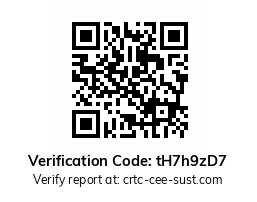 Verification Code: tH7h9zD7
Verify report at: crtc-cee-sust.com